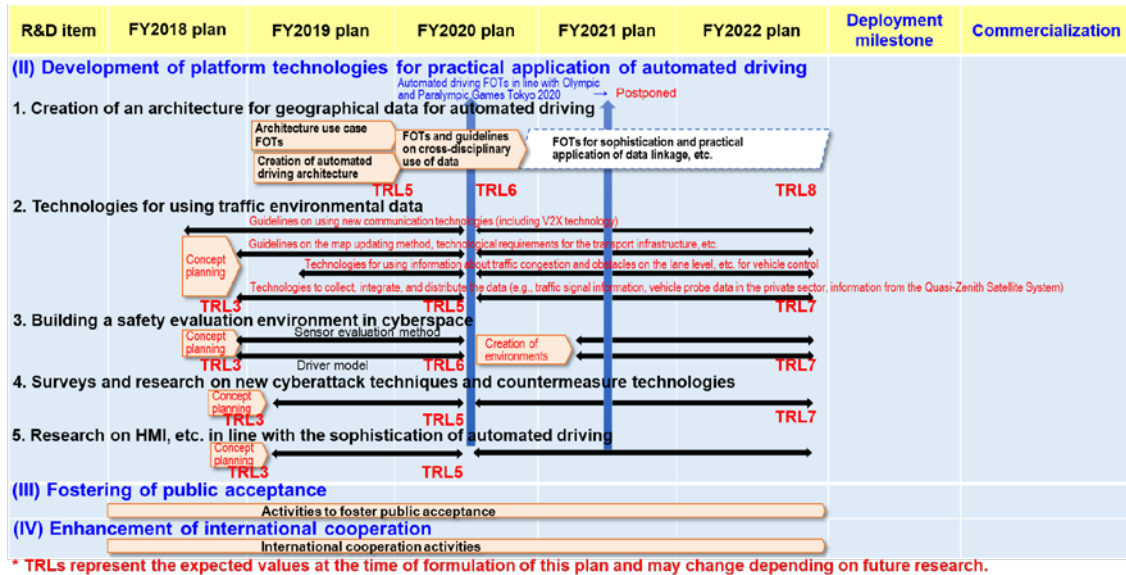 R&D item FY2018 plan FY2019 plan FY2020 plan FY2021 plan FY2022 plan Deployment milestone Commercialization
(II) Development of platform technologies for practical application of automated driving
Automated driving FOTs in line with Olympic
and Paralympic Games Tokyo 2020 → Postponed
1. Creation of an architecture for geographical data for automated driving
Architecture use case
FOTs
Creation of automated
driving architecture
FOTs and guidelines
on cross-disciplinary
use of data
FOTs for sophistication and practical
application of data linkage, etc.
TRL5 TRL6 TRL8
2. Technologies for using traffic environmental data
Guidelines on using new communication technologies (including V2X technology)
Concept
planning
Guidelines on the map updating method, technological requirements for the transport infrastructure, etc.
Technologies for using information about traffic congestion and obstacles on the lane level, etc. for vehicle control
Technologies to collect, integrate, and distribute the data (e.g., traffic signal information, vehicle probe data in the private sector, information from the Quasi-Zenith Satellite System)
TRL3 TRL5 TRL7
3. Building a safety evaluation environment in cyberspace
Concept
planning
Sensor evaluation method
Driver model
Creation of
environments
TRL3 TRL6 TRL7
4. Surveys and research on new cyberattack techniques and countermeasure technologies
Concept
planning
TRL3 TRL5 TRL7
5. Research on HMI, etc. in line with the sophistication of automated driving
Concept
planning
TRL3 TRL5
(III) Fostering of public acceptance
Activities to foster public acceptance
(IV) Enhancement of international cooperation
International cooperation activities
* TRLs represent the expected values at the time of formulation of this plan and may change depending on future research.